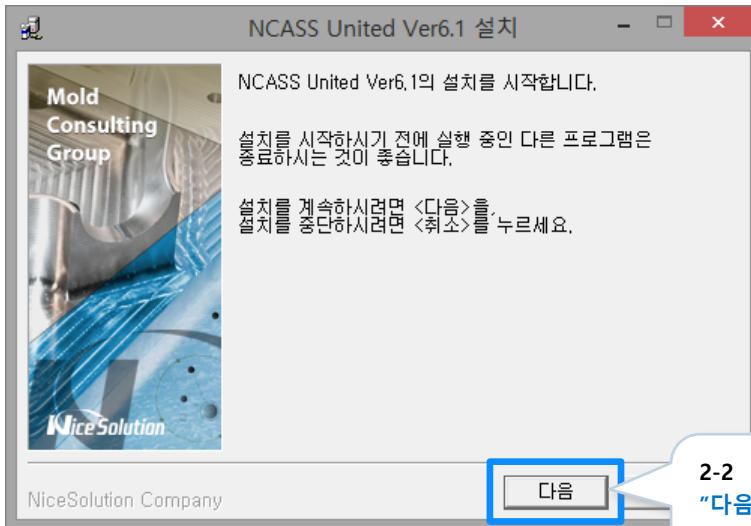 NCASS United Ver6.1 설치
Mold
Consulting
Group
NCASS United Ver6.1의 설치를 시작합니다.
설치를 시작하시기 전에 실행 중인 다른 프로그램은
종료하시는 것이 좋습니다.
설치를 계속하시려면 <다음>을,
설치를 중단하시려면 <취소>를 누르세요.
NiceSolution
NiceSolution Company
다음
2-2
"다음